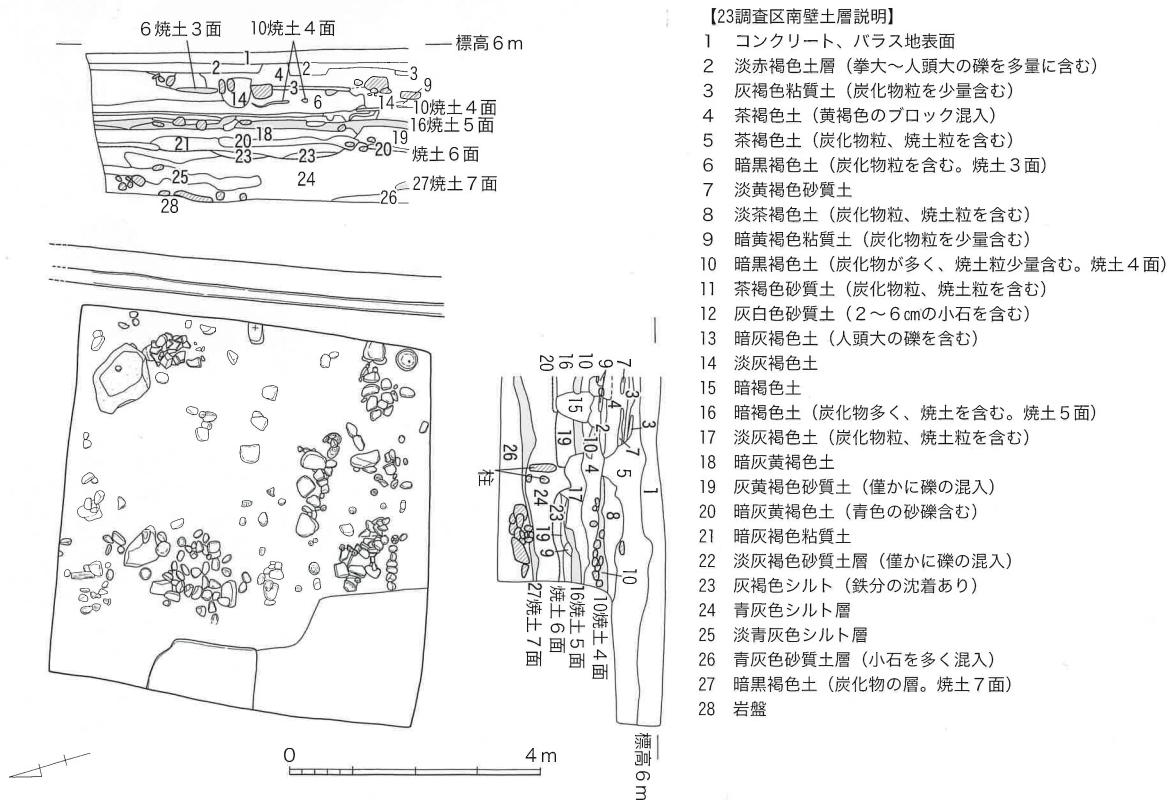 6焼土3面
10焼土4面
標高6m
1
2
4
2
3
3
9
14
6
14
10焼土4面
16焼土5面
18
19
21
20
20
焼土6面
23
23
25
24
27焼土7面
26
28
20
16
10
9
7
3
4
15
2
3
19
10
7
7
26
4
5
1
柱
24
17
23
8
19
9
10
27焼土7面
焼土6面
16焼土5面
10焼土4面
標高6m
0
4m
【23調査区南壁土層説明】
1 コンクリート、バラス地表面
2 淡赤褐色土層（拳大～人頭大の礫を多量に含む）
3 灰褐色粘質土（炭化物粒を少量含む）
4 茶褐色土（黄褐色のブロック混入）
5 茶褐色土（炭化物粒、焼土粒を含む）
6 暗黒褐色土（炭化物粒を含む。焼土3面）
7 淡黄褐色砂質土
8 淡茶褐色土（炭化物粒、焼土粒を含む）
9 暗黄褐色粘質土（炭化物粒を少量含む）
10 暗黒褐色土（炭化物が多く、焼土粒少量含む。焼土4面）
11 茶褐色砂質土（炭化物粒、焼土粒を含む）
12 灰白色砂質土（2～6㎝の小石を含む）
13 暗灰褐色土（人頭大の礫を含む）
14 淡灰褐色土
15 暗褐色土
16 暗褐色土（炭化物多く、焼土を含む。焼土5面）
17 淡灰褐色土（炭化物粒、焼土粒を含む）
18 暗灰黄褐色土
19 灰黄褐色砂質土（僅かに礫の混入）
20 暗灰黄褐色土（青色の砂礫含む）
21 暗灰褐色粘質土
22 淡灰褐色砂質土層（僅かに礫の混入）
23 灰褐色シルト（鉄分の沈着あり）
24 青灰色シルト層
25 淡青灰色シルト層
26 青灰色砂質土層（小石を多く混入）
27 暗黒褐色土（炭化物の層。焼土7面）
28 岩盤